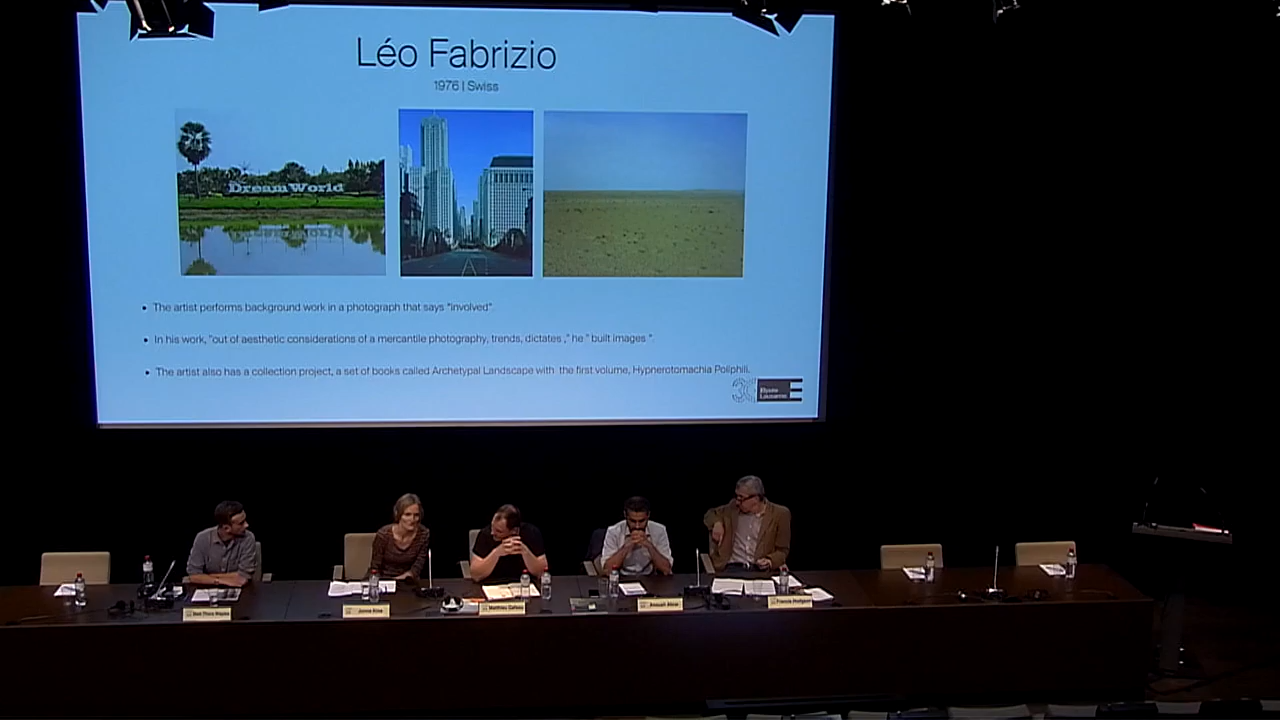 Léo Fabrizio
1976 | Swiss
DreamWorld
• The artist performs background work in a photograph that says "involved".
• In his work, "out of aesthetic considerations of a mercantile photography, trends, dictates ," he " built images ".
• The artist also has a collection project, a set of books called Archetypal Landscape with the first volume, Hypnerotomachia Poliphili.
Elysée
Lausanne